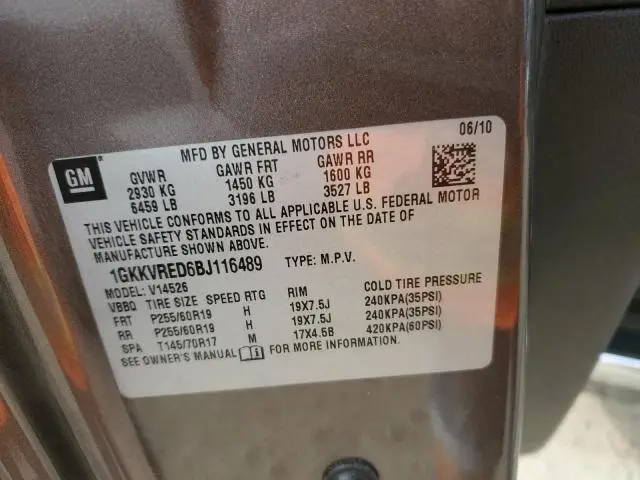 MFD BY GENERAL MOTORS LLC 06/10
GM GVWR GAWR FRT GAWR RR
2930 KG 1450 KG 1600 KG
6459 LB 3196 LB 3527 LB
THIS VEHICLE CONFORMS TO ALL APPLICABLE U.S. FEDERAL MOTOR
VEHICLE SAFETY STANDARDS IN EFFECT ON THE DATE OF
MANUFACTURE SHOWN ABOVE.
1GKKVRED6BJ116489 TYPE: M.P.V.
MODEL: V14526
VBBQ TIRE SIZE SPEED RTG RIM COLD TIRE PRESSURE
FRT P255/60R19 H 19X7.5J 240KPA(35PSI)
RR P255/60R19 H 19X7.5J 240KPA(35PSI)
SPA T145/70R17 M 17X4.5B 420KPA(60PSI)
SEE OWNER'S MANUAL FOR MORE INFORMATION.